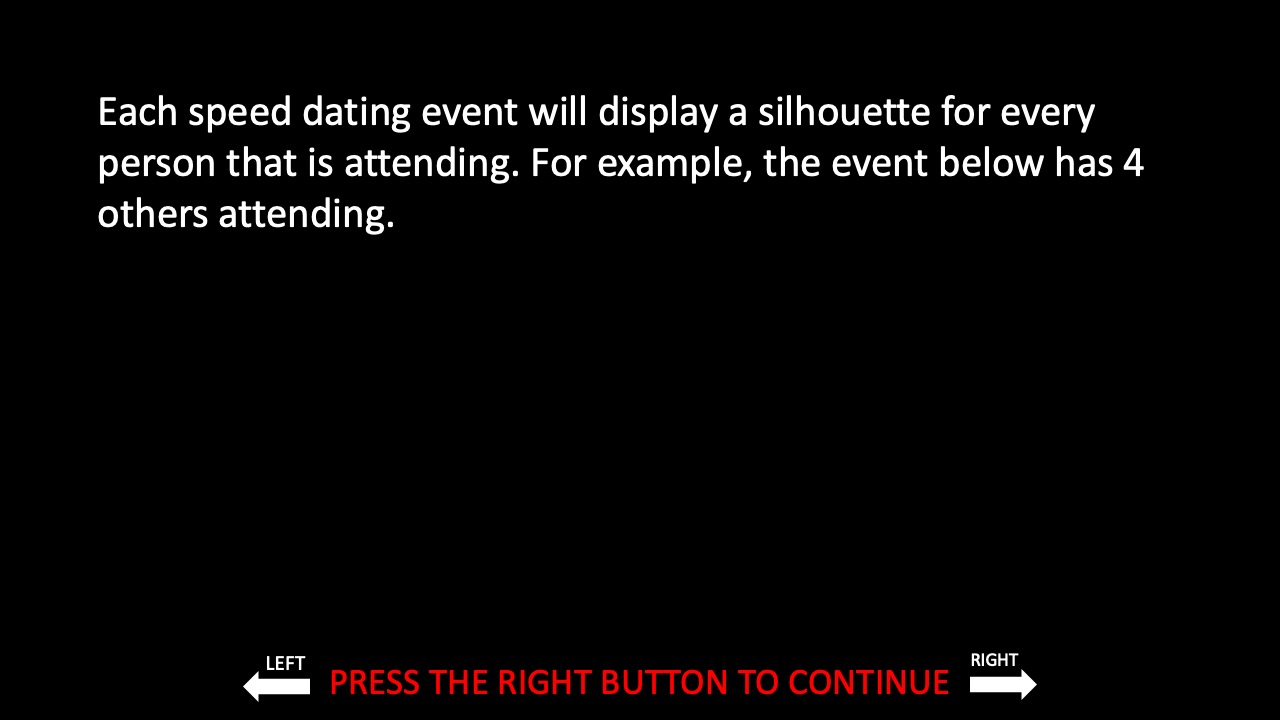 Each speed dating event will display a silhouette for every
person that is attending. For example, the event below has 4
others attending.
LEFT
PRESS THE RIGHT BUTTON TO CONTINUE
RIGHT